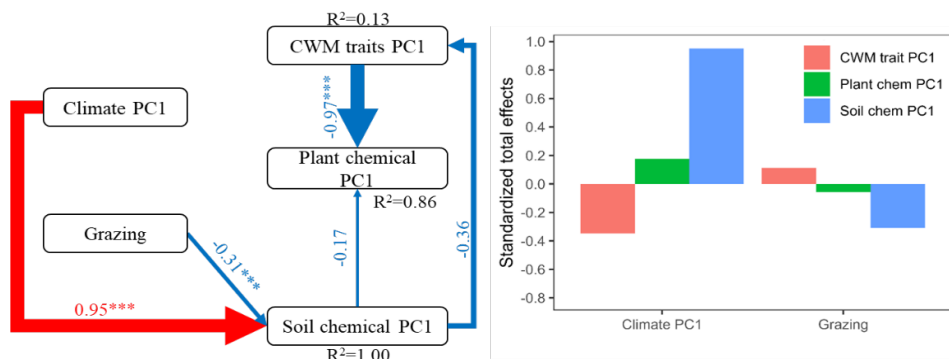 R²=0.13
CWM traits PC1
Climate PC1
-0.97***
Plant chemical
PC1
R²=0.86
Grazing
-0.31***
-0.17
-0.36
0.95***
Soil chemical PC1
R²=1.00
Standardized total effects
1.0
0.8
0.6
0.4
0.2
0.0
-0.2
-0.4
-0.6
-0.8
CWM trait PC1
Plant chem PC1
Soil chem PC1
Climate PC1
Grazing